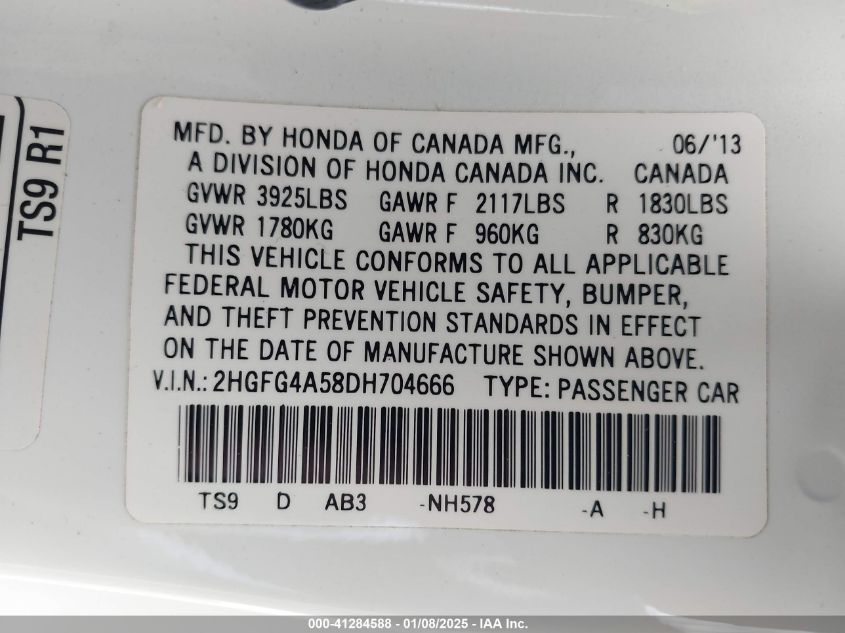 MFD. BY HONDA OF CANADA MFG., 06/'13
A DIVISION OF HONDA CANADA INC. CANADA
GVWR 3925LBS GAWR F 2117LBS R 1830LBS
GVWR 1780KG GAWR F 960KG R 830KG
THIS VEHICLE CONFORMS TO ALL APPLICABLE
FEDERAL MOTOR VEHICLE SAFETY, BUMPER,
AND THEFT PREVENTION STANDARDS IN EFFECT
ON THE DATE OF MANUFACTURE SHOWN ABOVE.
V.I.N.: 2HGFG4A58DH704666 TYPE: PASSENGER CAR
TS9 D AB3 -NH578 -A -H
TS9 R1
000-41284588 - 01/08/2025 - IAA Inc.